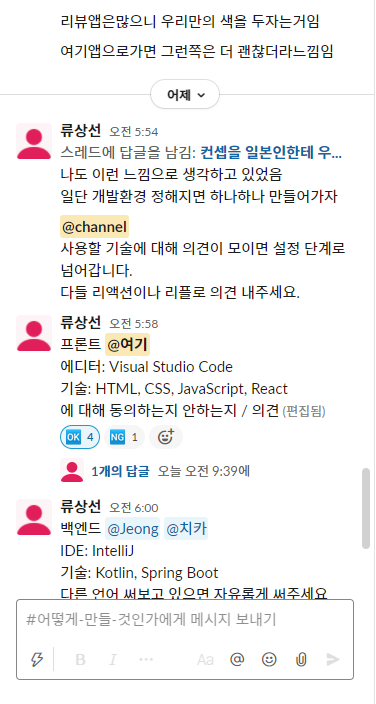 리뷰앱은많으니 우리만의 색을 두자는거임
여기앱으로가면 그런쪽은 더 괜찮더라느낌임
어제
류상선 오전 5:54
스레드에 답글을 남김: 컨셉을 일본인한테 우...
나도 이런 느낌으로 생각하고 있었음
일단 개발환경 정해지면 하나하나 만들어가자
@channel
사용할 기술에 대해 의견이 모이면 설정 단계로
넘어갑니다.
다들 리액션이나 리플로 의견 내주세요.
류상선 오전 5:58
프론트 @여기
에디터: Visual Studio Code
기술: HTML, CSS, JavaScript, React
에 대해 동의하는지 안하는지 / 의견 (편집됨)
OK 4 NG 1
1개의 답글 오늘 오전 9:39에
류상선 오전 6:00
백엔드 @Jeong @치카
IDE: IntelliJ
기술: Kotlin, Spring Boot
다른 언어 써보고 있으면 자유롭게 써주세요
#어떻게-만들-것인가에게 메시지 보내기
B I ... Aa @